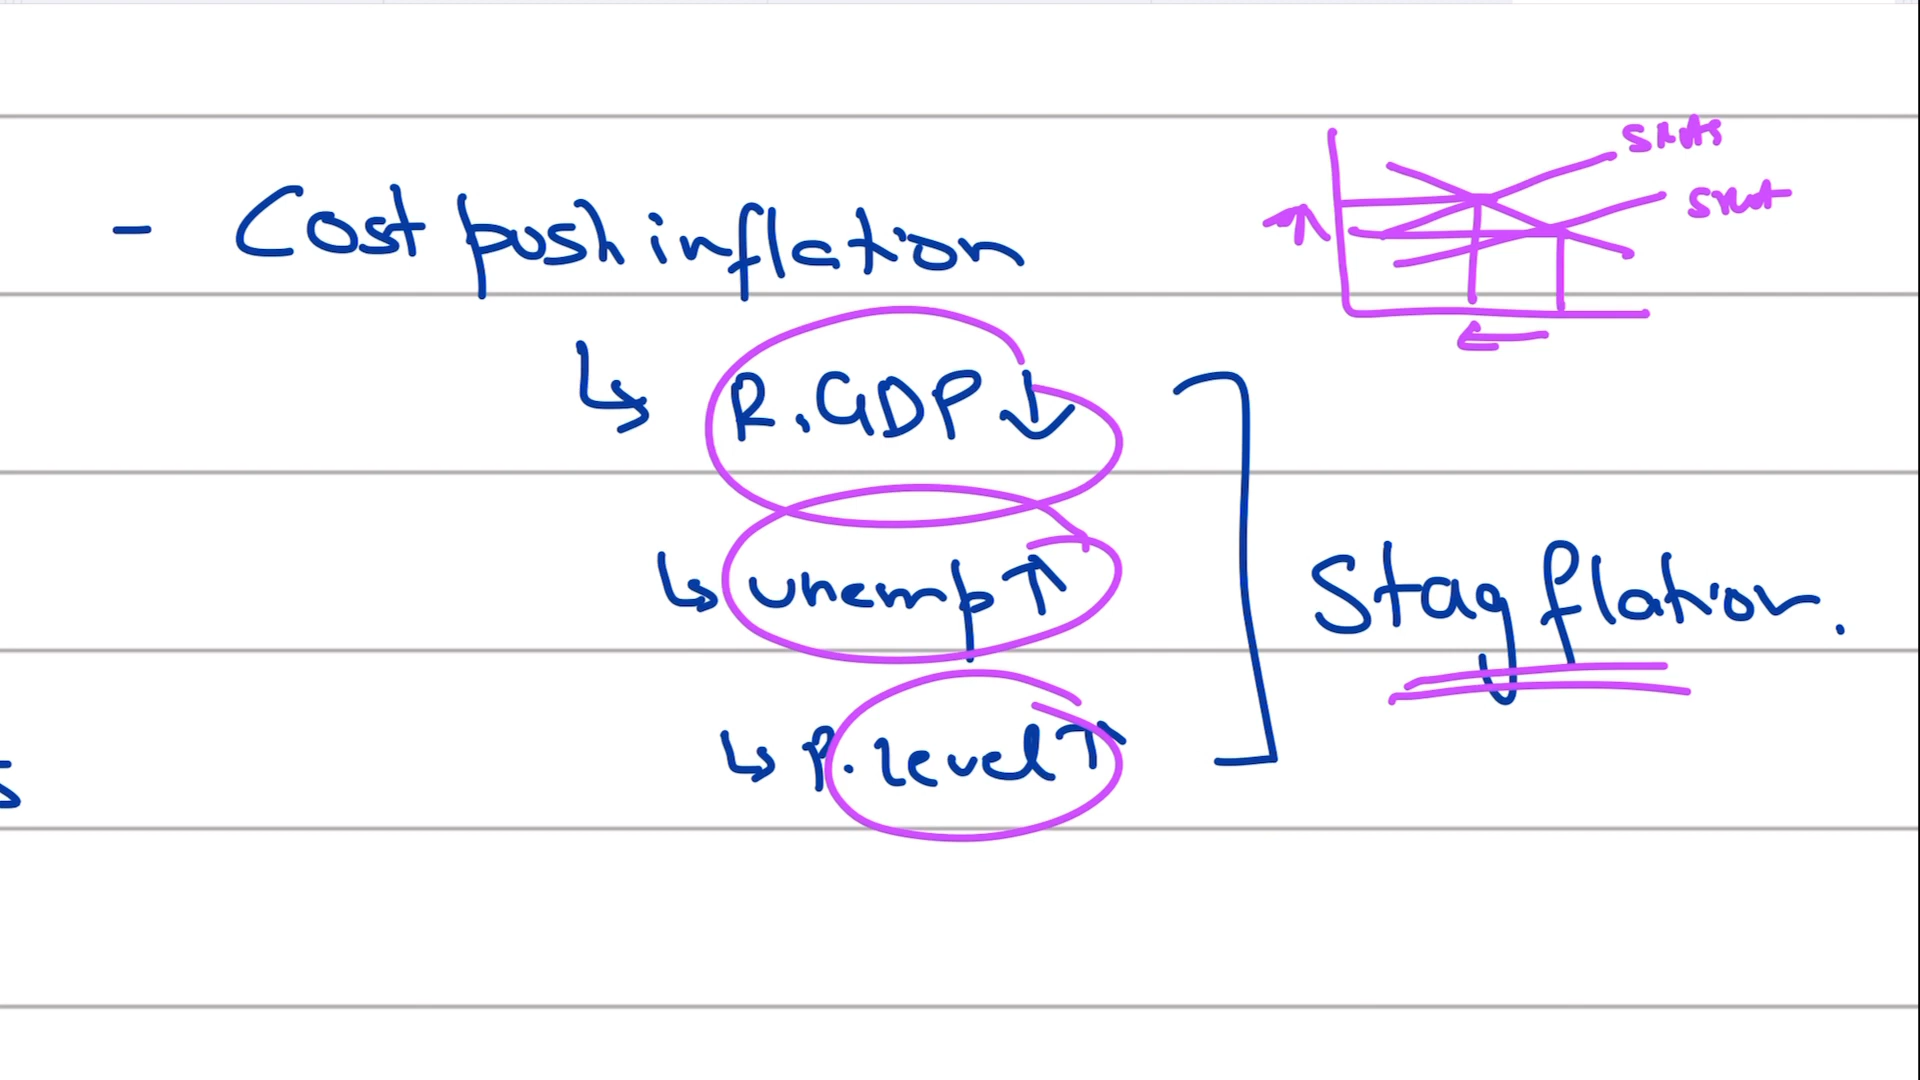 - Cost push inflation
SRAS
SRAS
↳ R.GDP ↓
↳ unemp ↑
Stagflation.
↳ P. level ↑
s